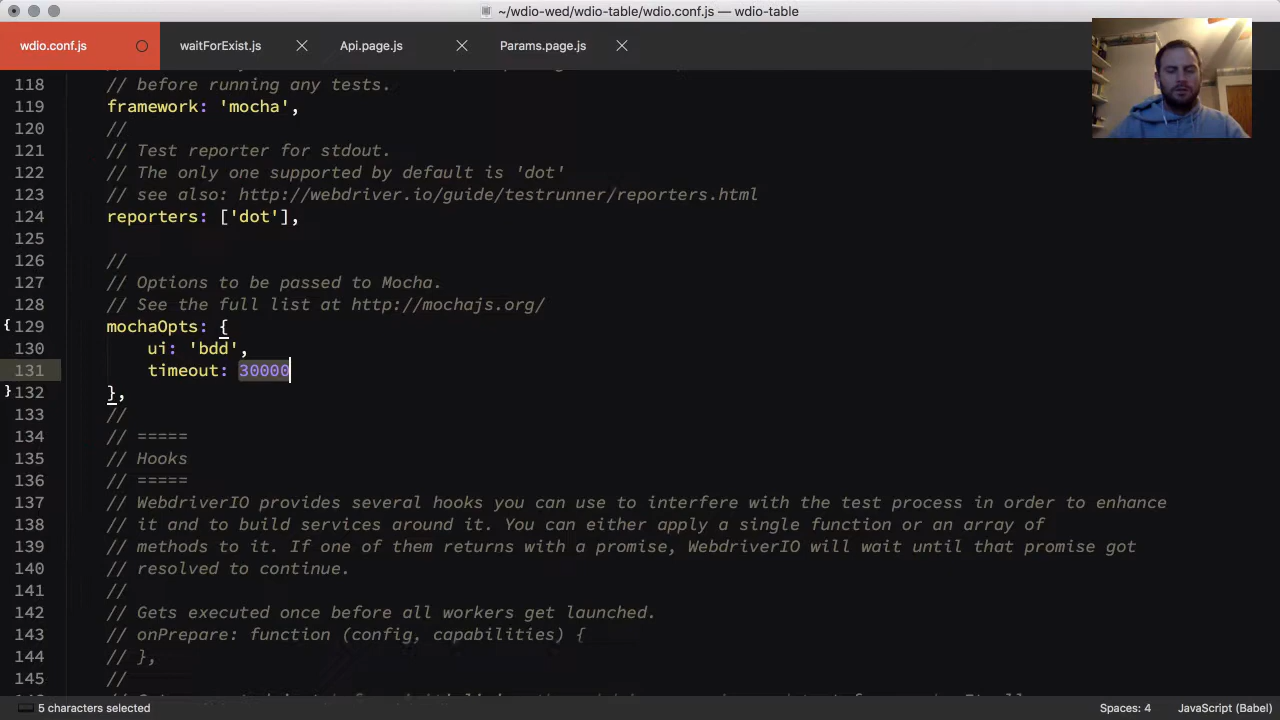 ~/wdio-wed/wdio-table/wdio.conf.js — wdio-table
wdio.conf.js waitForExist.js Api.page.js Params.page.js
118 // before running any tests.
119 framework: 'mocha',
120 //
121 // Test reporter for stdout.
122 // The only one supported by default is 'dot'
123 // see also: http://webdriver.io/guide/testrunner/reporters.html
124 reporters: ['dot'],
125
126 //
127 // Options to be passed to Mocha.
128 // See the full list at http://mochajs.org/
{ 129 mochaOpts: {
130 ui: 'bdd',
131 timeout: 30000
} 132 },
133 //
134 // =====
135 // Hooks
136 // =====
137 // WebdriverIO provides several hooks you can use to interfere with the test process in order to enhance
138 // it and to build services around it. You can either apply a single function or an array of
139 // methods to it. If one of them returns with a promise, WebdriverIO will wait until that promise got
140 // resolved to continue.
141 //
142 // Gets executed once before all workers get launched.
143 // onPrepare: function (config, capabilities) {
144 // },
145 //
5 characters selected Spaces: 4 JavaScript (Babel)